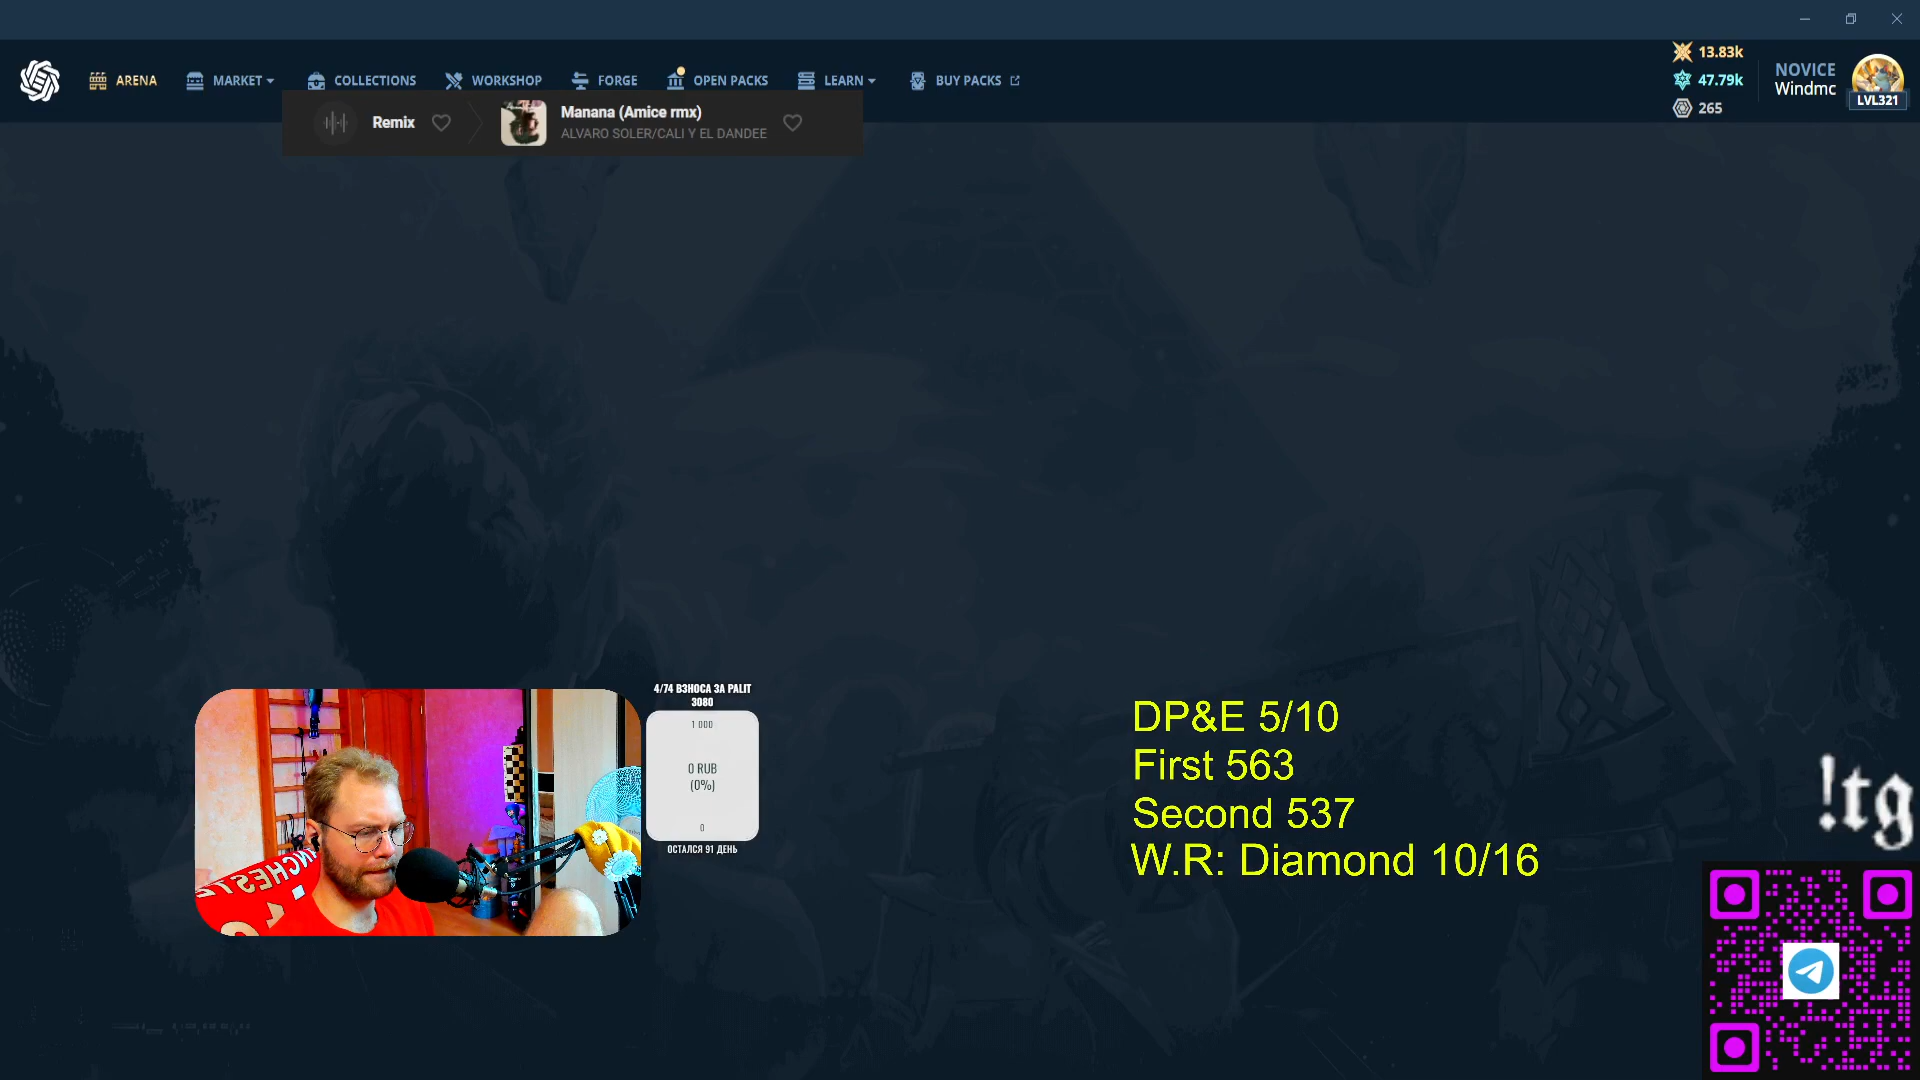 ARENA
MARKET
COLLECTIONS
WORKSHOP
FORGE
OPEN PACKS
LEARN
BUY PACKS
13.83k
47.79k
265
NOVICE
Windmc
LVL321
Remix
Manana (Amice rmx)
ALVARO SOLER/CALI Y EL DANDEE
4/74 ВЗНОСА ЗА PALIT
3080
1 000
0 RUB
(0%)
0
ОСТАЛСЯ 91 ДЕНЬ
DP&E 5/10
First 563
Second 537
W.R: Diamond 10/16
!tg